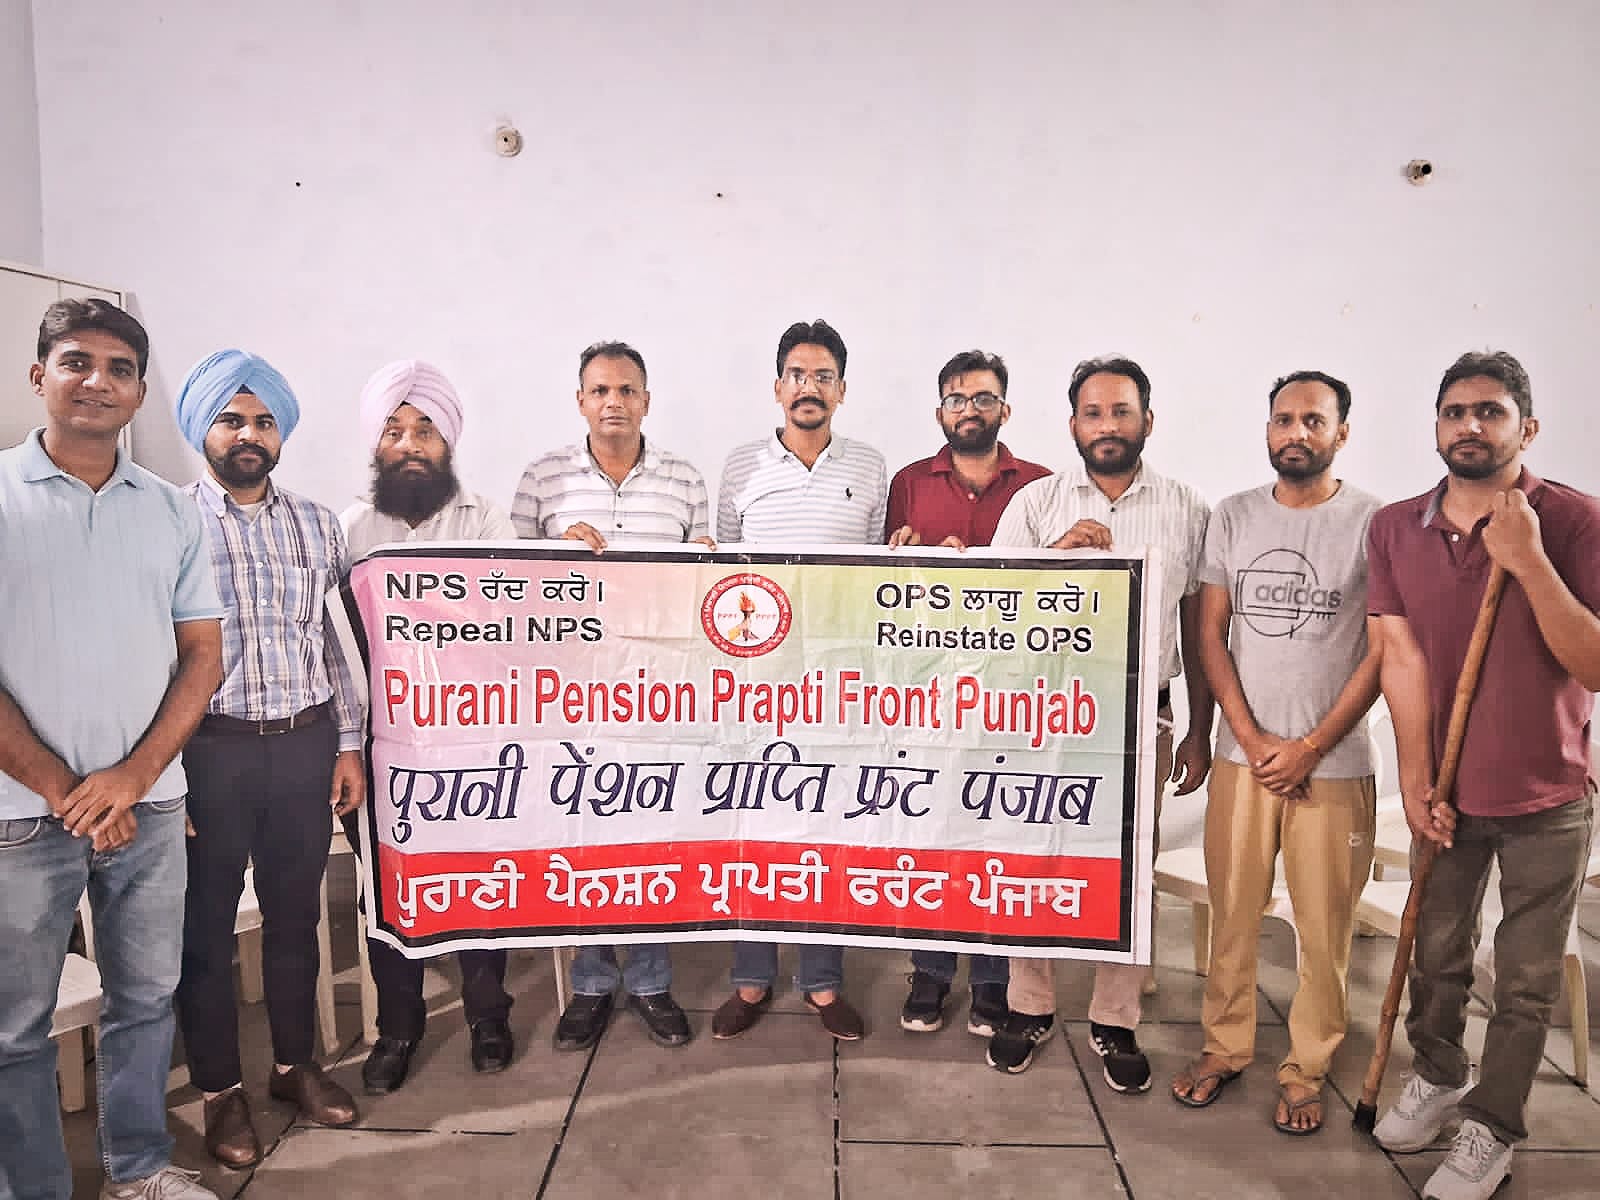 NPS ਰੱਦ ਕਰੋ।
Repeal NPS
OPS ਲਾਗੂ ਕਰੋ।
Reinstate OPS
Purani Pension Prapti Front Punjab
पुरानी पेंशन प्राप्ति फ्रंट पंजाब
ਪੁਰਾਣੀ ਪੈਨਸ਼ਨ ਪ੍ਰਾਪਤੀ ਫਰੰਟ ਪੰਜਾਬ
adidas